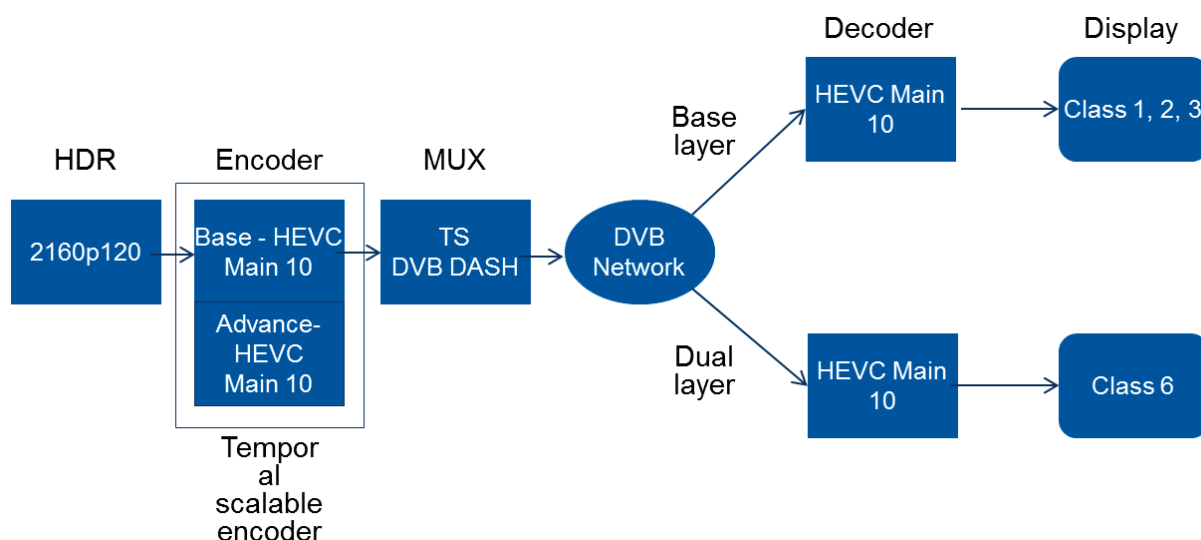 Decoder
Display
HDR
Encoder
MUX
2160p120
Base - HEVC
Main 10
Advance-
HEVC
Main 10
Tempor
al
scalable
encoder
TS
DVB DASH
DVB
Network
Base
layer
HEVC Main
10
Class 1, 2, 3
Dual
layer
HEVC Main
10
Class 6